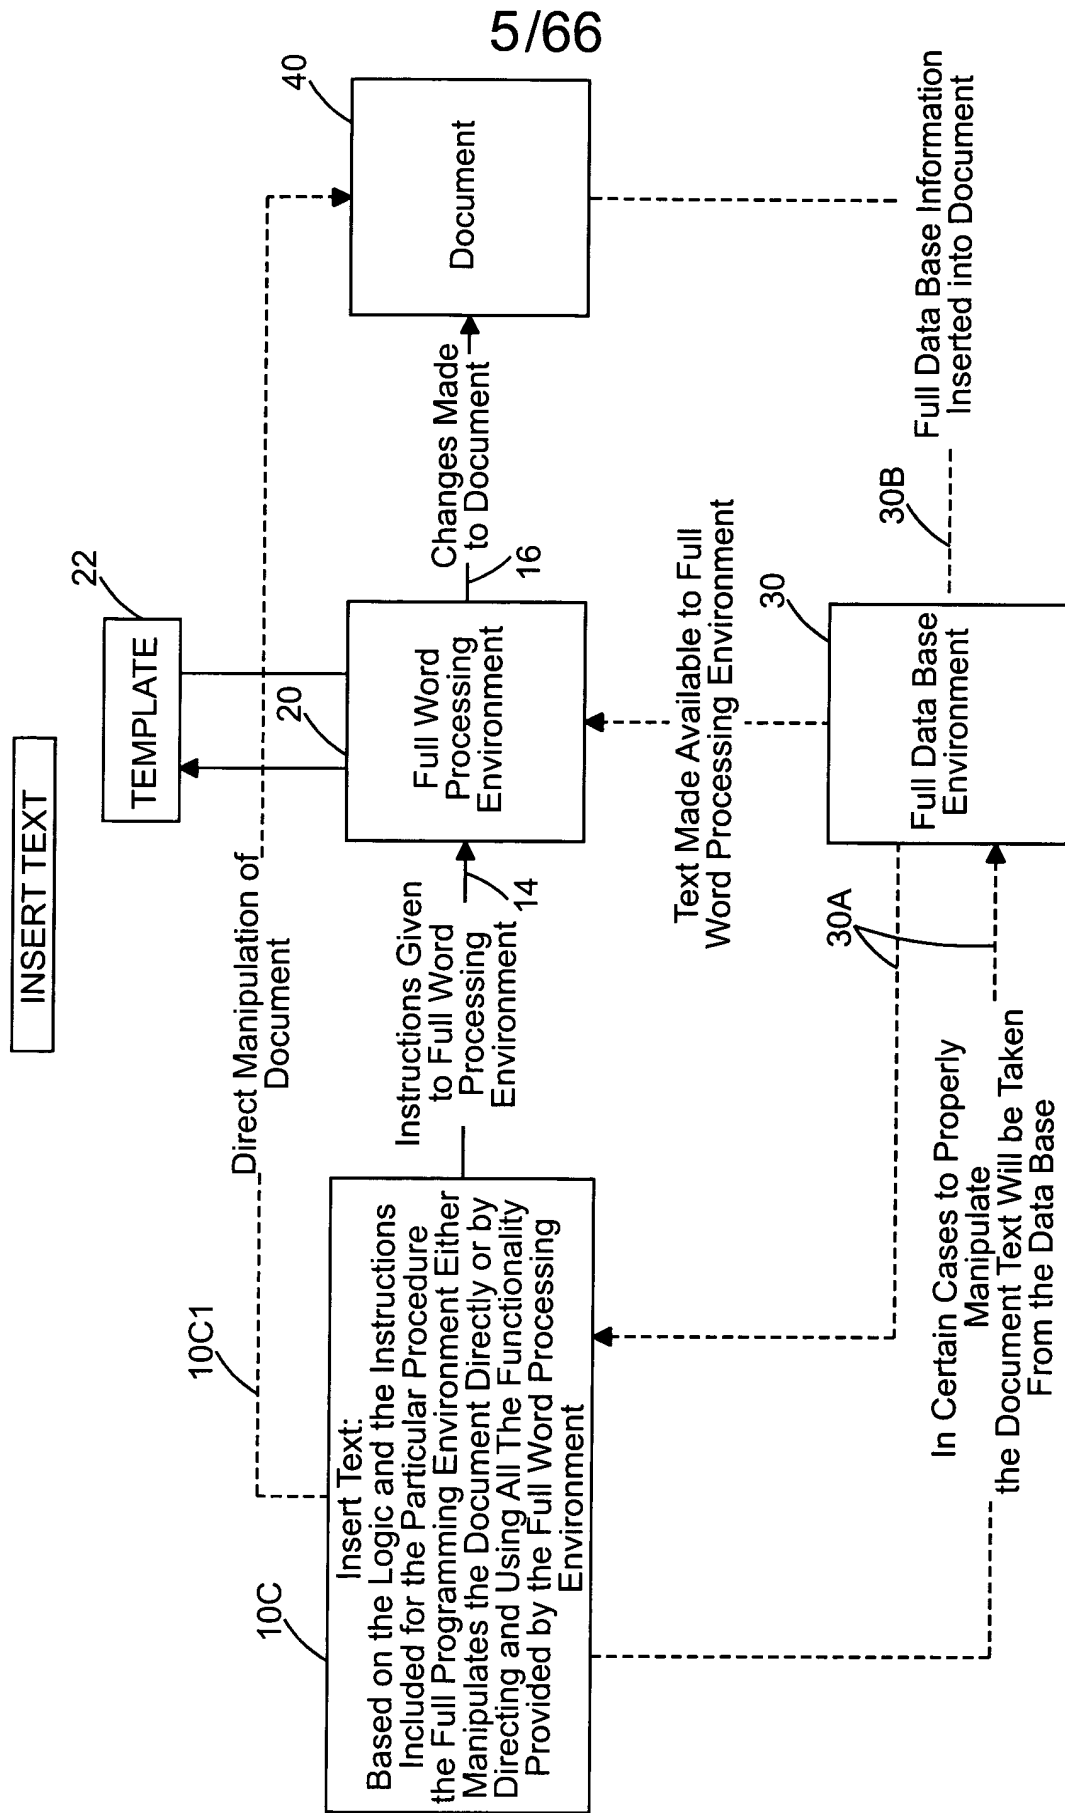 5/66
INSERT TEXT
TEMPLATE
22
Direct Manipulation of
Document
10C1
10C
Insert Text:
Based on the Logic and the Instructions
Included for the Particular Procedure
the Full Programming Environment Either
Manipulates the Document Directly or by
Directing and Using All The Functionality
Provided by the Full Word Processing
Environment
Instructions Given
to Full Word
Processing
Environment
14
20
Full Word
Processing
Environment
Changes Made
to Document
16
40
Document
Text Made Available to Full
Word Processing Environment
30A
30
Full Data Base
Environment
30B
Full Data Base Information
Inserted into Document
In Certain Cases to Properly
Manipulate
the Document Text Will be Taken
From the Data Base